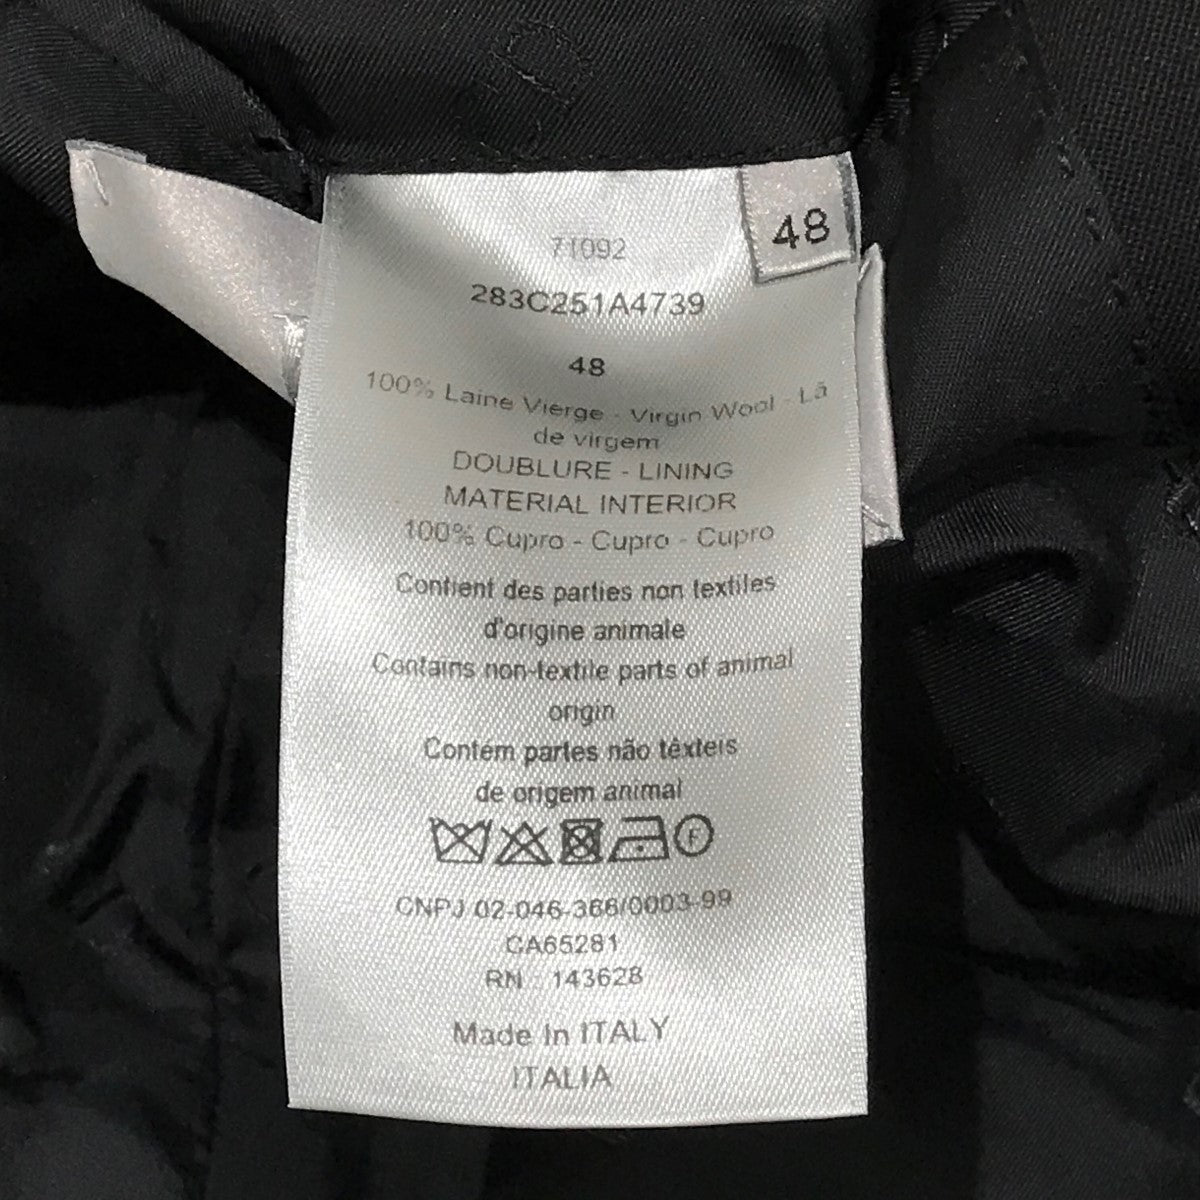 48
71092
283C251A4739
48
100% Laine Vierge - Virgin Wool - Lã
de virgem
DOUBLURE - LINING
MATERIAL INTERIOR
100% Cupro - Cupro - Cupro
Contient des parties non textiles
d'origine animale
Contains non-textile parts of animal
origin
Contem partes não têxteis
de origem animal
F
CNPJ 02-046-366/0003-99
CA65281
RN : 143628
Made In ITALY
ITALIA